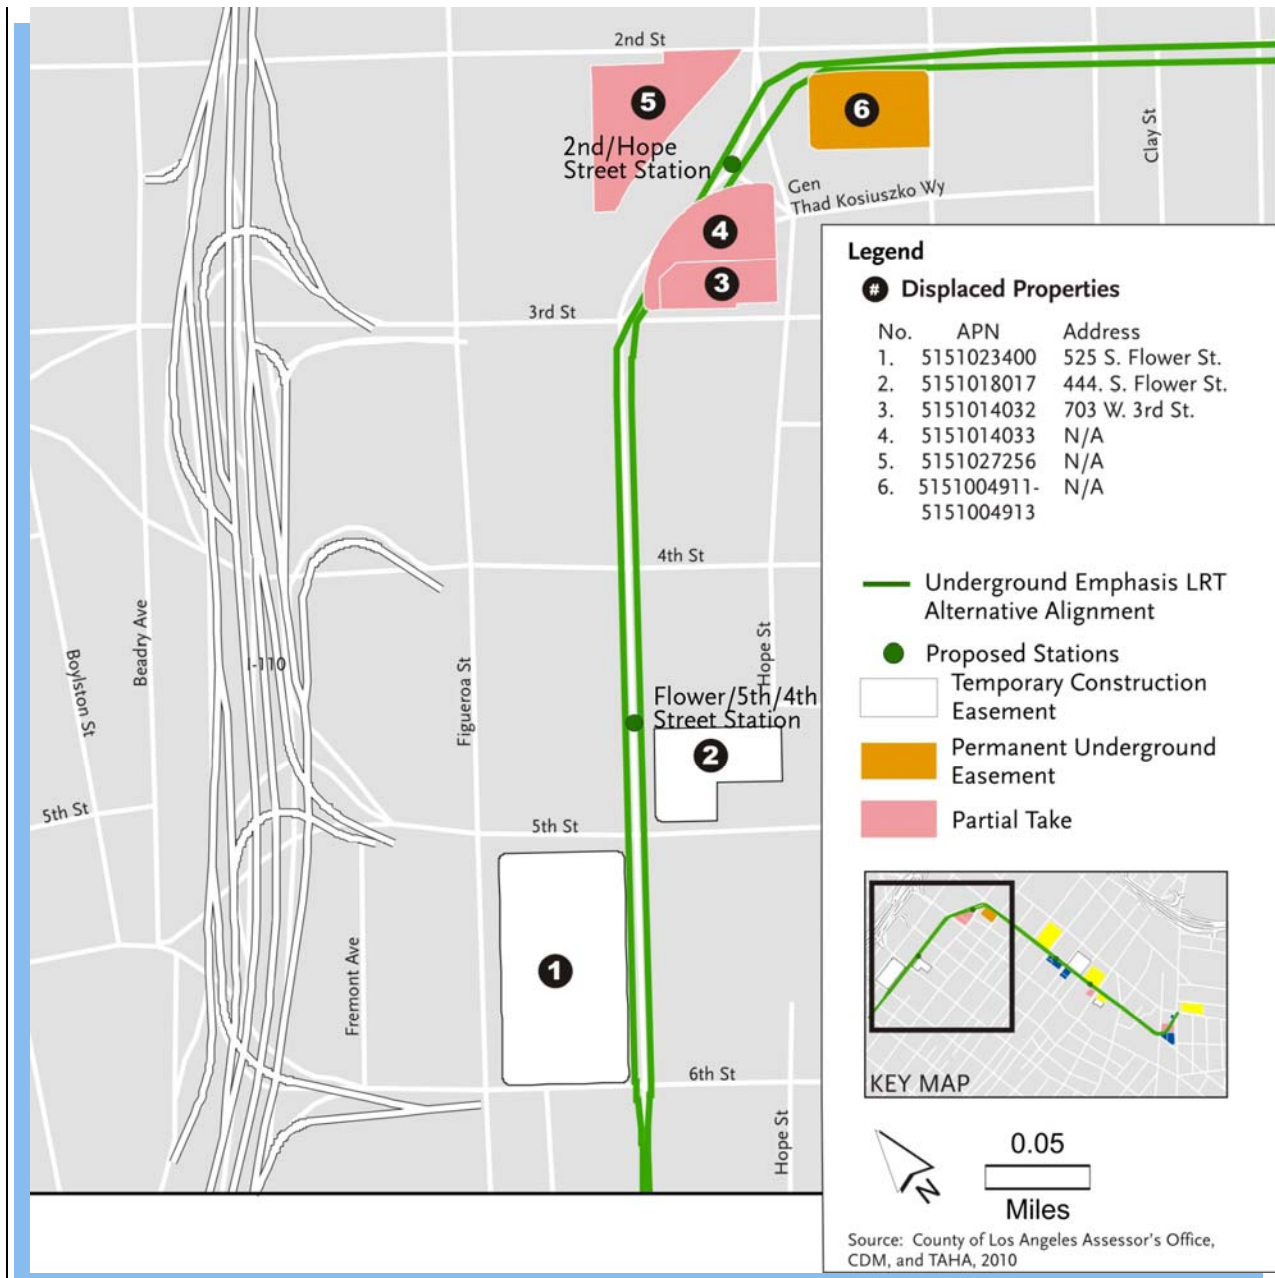 2nd St
5
6
2nd/Hope
Street Station
Clay St
Gen
Thad Kosiuszko Wy
4
3
3rd St
4th St
Beadry Ave
Boylston St
I-110
Figueroa St
Hope St
Flower/5th/4th
Street Station
2
5th St
5th St
1
Fremont Ave
6th St
Hope St
Legend
# Displaced Properties
No. APN Address
1. 5151023400 525 S. Flower St.
2. 5151018017 444. S. Flower St.
3. 5151014032 703 W. 3rd St.
4. 5151014033 N/A
5. 5151027256 N/A
6. 5151004911- N/A
5151004913
Underground Emphasis LRT
Alternative Alignment
Proposed Stations
Temporary Construction
Easement
Permanent Underground
Easement
Partial Take
KEY MAP
N
0.05
Miles
Source: County of Los Angeles Assessor's Office,
CDM, and TAHA, 2010